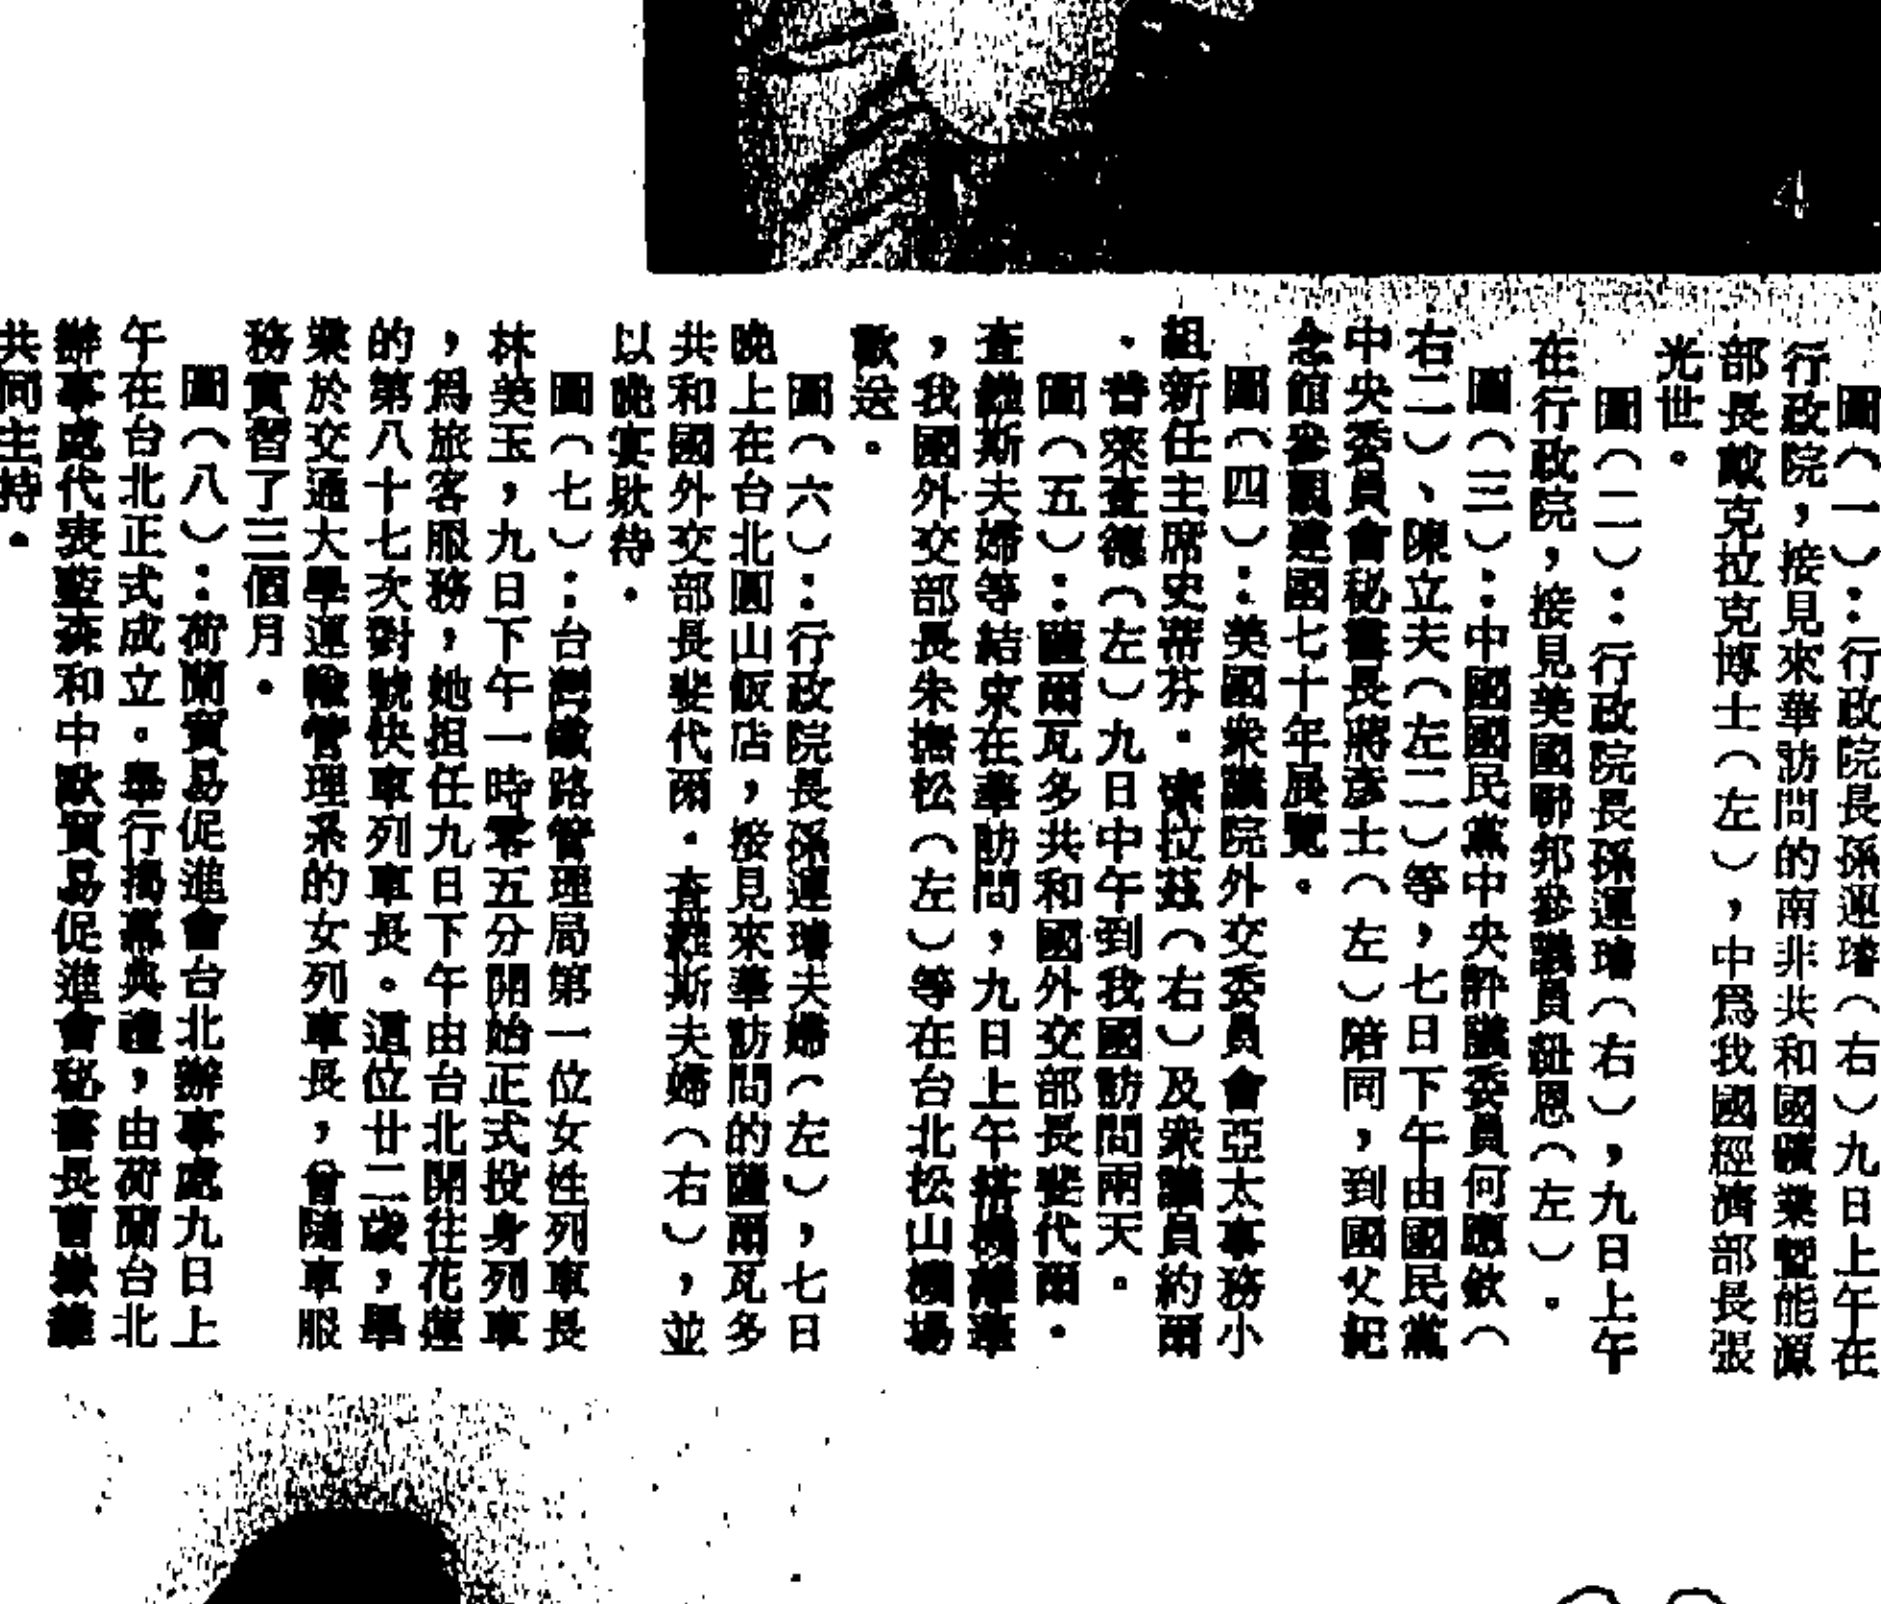 4
圖（一）：行政院長孫運璿（右）九日上午在
行政院，接見來華訪問的南非共和國礦業暨能源
部長戴克拉克博士（左），中爲我國經濟部長張
光世。
圖（二）：行政院長孫運璿（右），九日上午
在行政院，接見美國聯邦參議員鈕恩（左）。
圖（三）：中國國民黨中央評議委員何應欽（
右二）、陳立夫（左二）等，七日下午由國民黨
中央委員會秘書長蔣彥士（左）陪同，到國父紀
念館參觀建國七十年展覽。
圖（四）：美國衆議院外交委員會亞太事務小
組新任主席史蒂芬．索拉茲（右）及衆議員約爾
．普萊查德（左）九日中午到我國訪問兩天。
圖（五）：薩爾瓦多共和國外交部長斐代爾．
查維斯夫婦等結束在華訪問，九日上午搭機離華
，我國外交部長朱撫松（左）等在台北松山機場
歡送。
圖（六）：行政院長孫運璿夫婦（左），七日
晚上在台北圓山飯店，接見來華訪問的薩爾瓦多
共和國外交部長斐代爾．查維斯夫婦（右），並
以晚宴款待。
圖（七）：台灣鐵路管理局第一位女性列車長
林美玉，九日下午一時零五分開始正式投身列車
，爲旅客服務，她担任九日下午由台北開往花蓮
的第八十七次對號快車列車長。這位廿二歲，畢
業於交通大學運輸管理系的女列車長，曾隨車服
務實習了三個月。
圖（八）：荷蘭貿易促進會台北辦事處九日上
午在台北正式成立。舉行揭幕典禮，由荷蘭台北
辦事處代表藍森和中歐貿易促進會秘書長曹嶽維
共同主持。